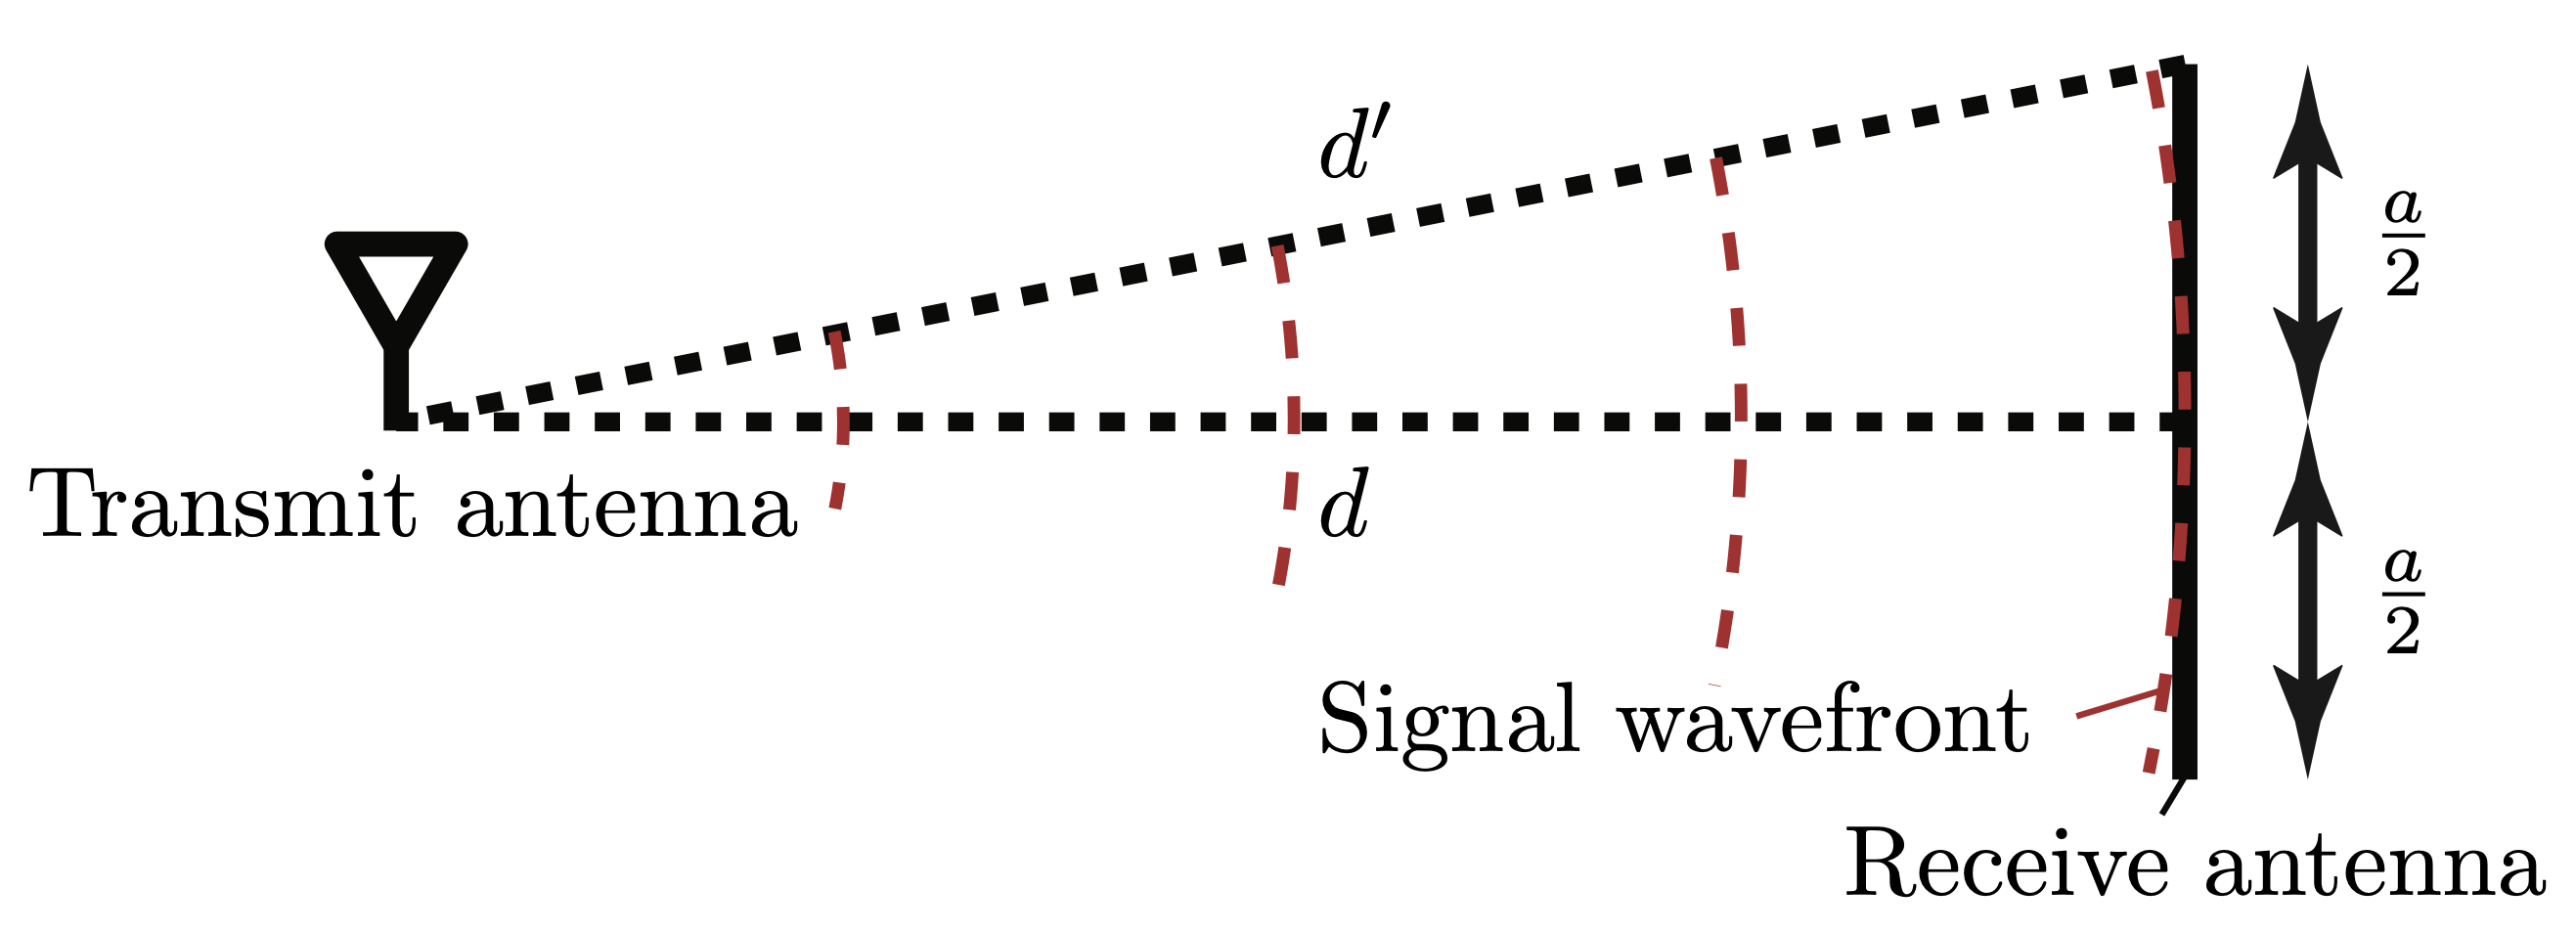 d′
a/2
Transmit antenna
d
a/2
Signal wavefront
Receive antenna